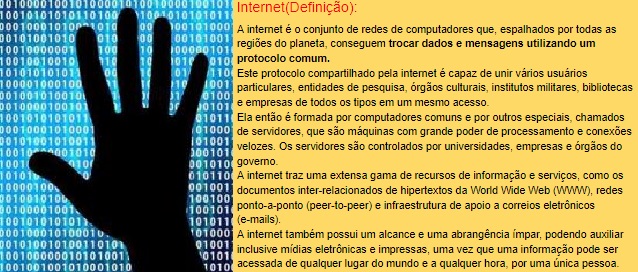 Internet(Definição):
A internet é o conjunto de redes de computadores que, espalhados por todas as
regiões do planeta, conseguem trocar dados e mensagens utilizando um
protocolo comum.
Este protocolo compartilhado pela internet é capaz de unir vários usuários
particulares, entidades de pesquisa, órgãos culturais, institutos militares, bibliotecas
e empresas de todos os tipos em um mesmo acesso.
Ela então é formada por computadores comuns e por outros especiais, chamados
de servidores, que são máquinas com grande poder de processamento e conexões
velozes. Os servidores são controlados por universidades, empresas e órgãos do
governo.
A internet traz uma extensa gama de recursos de informação e serviços, como os
documentos inter-relacionados de hipertextos da World Wide Web (WWW), redes
ponto-a-ponto (peer-to-peer) e infraestrutura de apoio a correios eletrônicos
(e-mails).
A internet também possui um alcance e uma abrangência ímpar, podendo auxiliar
inclusive mídias eletrônicas e impressas, uma vez que uma informação pode ser
acessada de qualquer lugar do mundo e a qualquer hora, por uma única pessoa.